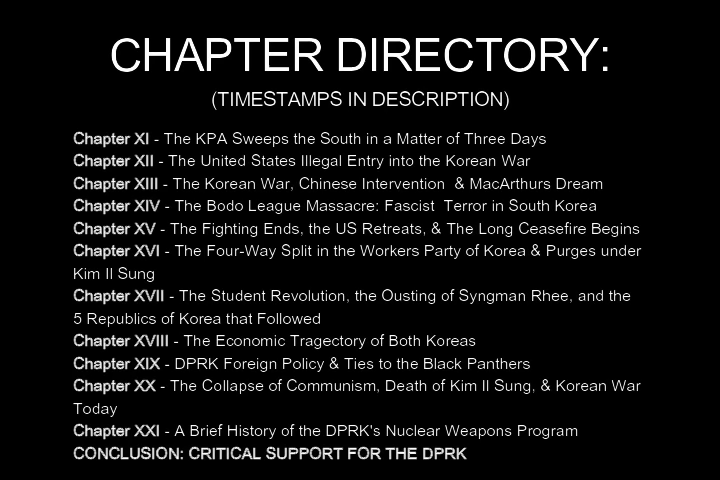 CHAPTER DIRECTORY:
(TIMESTAMPS IN DESCRIPTION)
Chapter XI - The KPA Sweeps the South in a Matter of Three Days
Chapter XII - The United States Illegal Entry into the Korean War
Chapter XIII - The Korean War, Chinese Intervention & MacArthurs Dream
Chapter XIV - The Bodo League Massacre: Fascist Terror in South Korea
Chapter XV - The Fighting Ends, the US Retreats, & The Long Ceasefire Begins
Chapter XVI - The Four-Way Split in the Workers Party of Korea & Purges under
Kim Il Sung
Chapter XVII - The Student Revolution, the Ousting of Syngman Rhee, and the
5 Republics of Korea that Followed
Chapter XVIII - The Economic Tragectory of Both Koreas
Chapter XIX - DPRK Foreign Policy & Ties to the Black Panthers
Chapter XX - The Collapse of Communism, Death of Kim Il Sung, & Korean War
Today
Chapter XXI - A Brief History of the DPRK's Nuclear Weapons Program
CONCLUSION: CRITICAL SUPPORT FOR THE DPRK